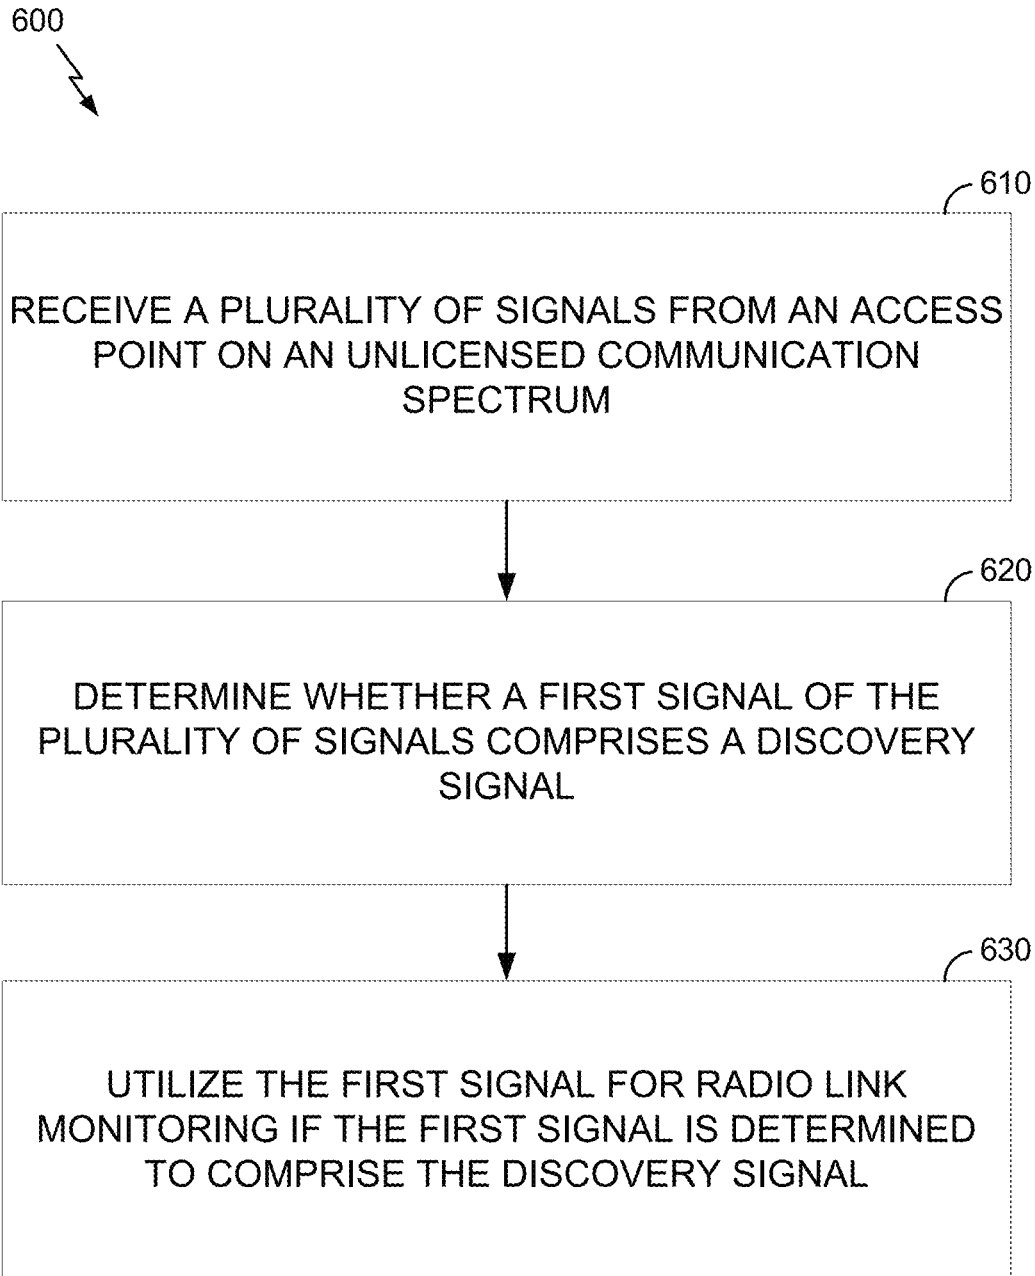 600
610
RECEIVE A PLURALITY OF SIGNALS FROM AN ACCESS
POINT ON AN UNLICENSED COMMUNICATION
SPECTRUM
620
DETERMINE WHETHER A FIRST SIGNAL OF THE
PLURALITY OF SIGNALS COMPRISES A DISCOVERY
SIGNAL
630
UTILIZE THE FIRST SIGNAL FOR RADIO LINK
MONITORING IF THE FIRST SIGNAL IS DETERMINED
TO COMPRISE THE DISCOVERY SIGNAL